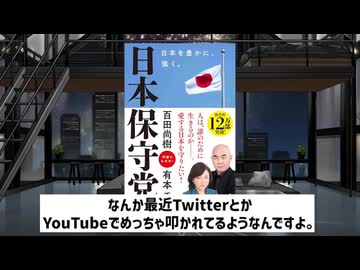 日本を豊かに、
強く。
日本保守党
百田尚樹
有本
人は、誰のために
生きるのか――。
愛する日本を守りたい!
12万部
なんか最近Twitterとか
YouTubeでめっちゃ叩かれてるようなんですよ。